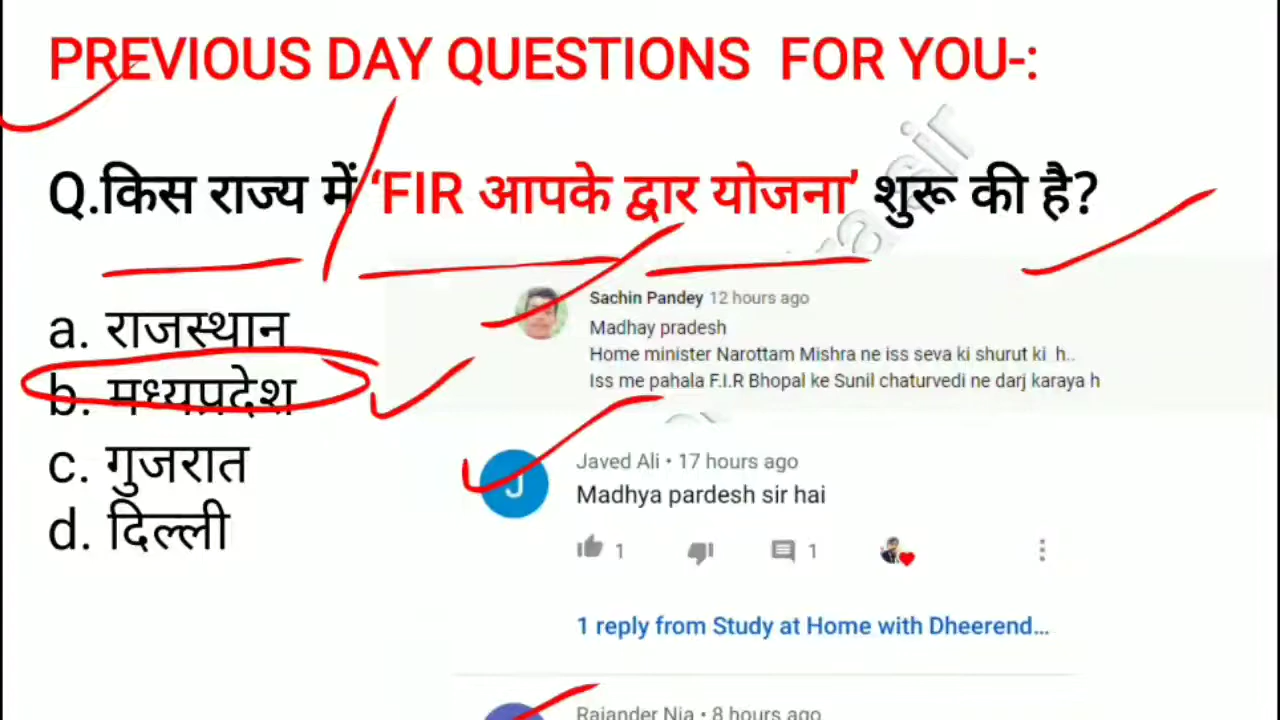 PREVIOUS DAY QUESTIONS FOR YOU-:
Q.किस राज्य में ‘FIR आपके द्वार योजना’ शुरू की है?
a. राजस्थान
b. मध्यप्रदेश
c. गुजरात
d. दिल्ली
Sachin Pandey 12 hours ago
Madhay pradesh
Home minister Narottam Mishra ne iss seva ki shurut ki h..
Iss me pahala F.I.R Bhopal ke Sunil chaturvedi ne darj karaya h
J
Javed Ali • 17 hours ago
Madhya pardesh sir hai
1
1
1 reply from Study at Home with Dheerend...
Rajander Nia • 8 hours ago
sir